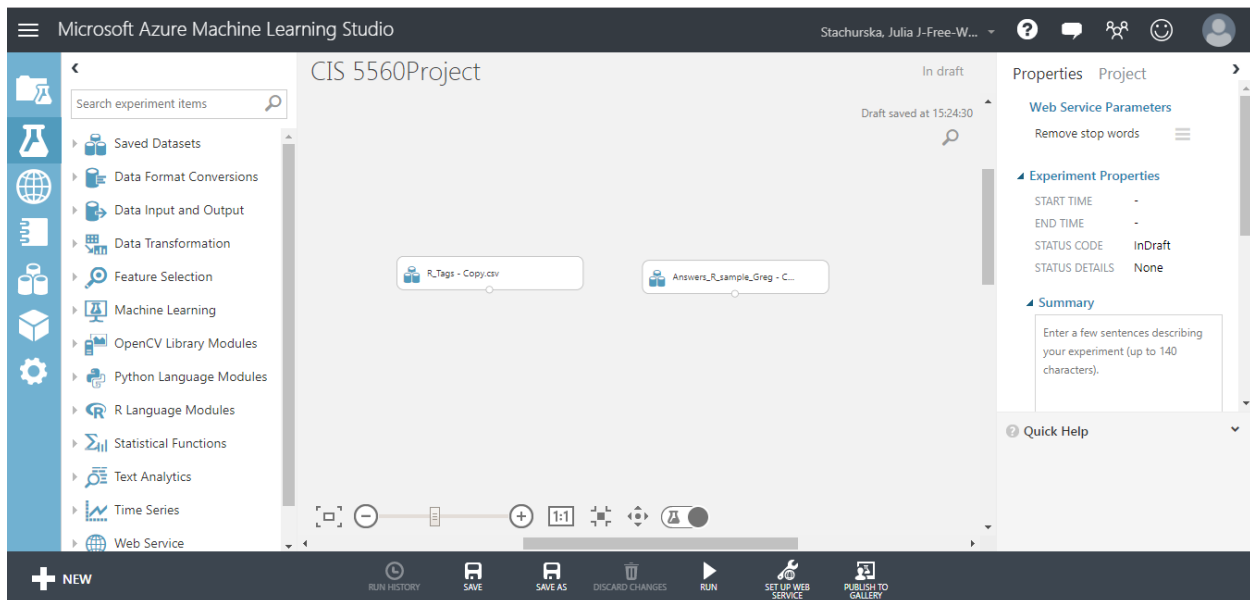 Microsoft Azure Machine Learning Studio
Stachurska, Julia J-Free-W...
Search experiment items
Saved Datasets
Data Format Conversions
Data Input and Output
Data Transformation
Feature Selection
Machine Learning
OpenCV Library Modules
Python Language Modules
R Language Modules
Statistical Functions
Text Analytics
Time Series
Web Service
CIS 5560Project
In draft
Draft saved at 15:24:30
R_Tags - Copy.csv
Answers_R_sample_Greg - C...
1:1
Properties Project
Web Service Parameters
Remove stop words
Experiment Properties
START TIME -
END TIME -
STATUS CODE InDraft
STATUS DETAILS None
Summary
Enter a few sentences describing
your experiment (up to 140
characters).
Quick Help
NEW
RUN HISTORY
SAVE
SAVE AS
DISCARD CHANGES
RUN
SET UP WEB
SERVICE
PUBLISH TO
GALLERY